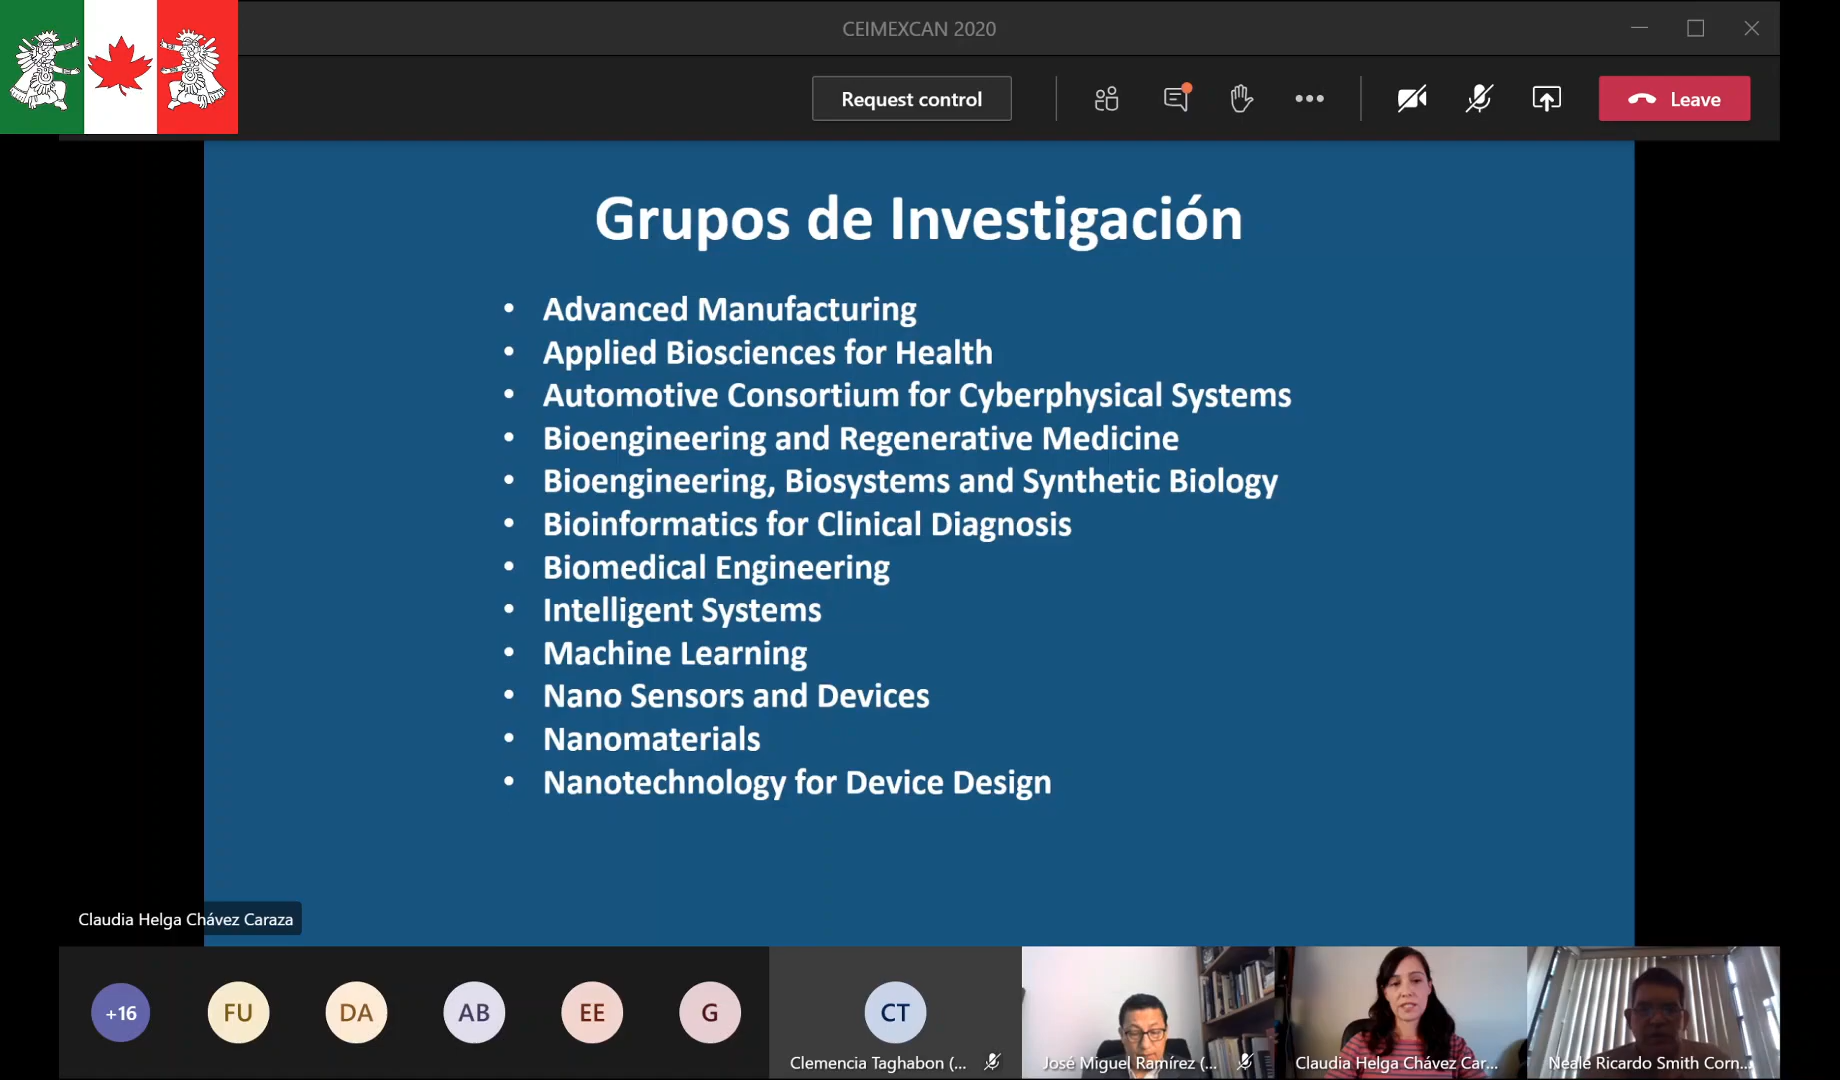 CEIMEXCAN 2020
Request control
Leave
Grupos de Investigación
• Advanced Manufacturing
• Applied Biosciences for Health
• Automotive Consortium for Cyberphysical Systems
• Bioengineering and Regenerative Medicine
• Bioengineering, Biosystems and Synthetic Biology
• Bioinformatics for Clinical Diagnosis
• Biomedical Engineering
• Intelligent Systems
• Machine Learning
• Nano Sensors and Devices
• Nanomaterials
• Nanotechnology for Device Design
Claudia Helga Chávez Caraza
+16
FU
DA
AB
EE
G
CT
Clemencia Taghabon (...
José Miguel Ramírez (...
Claudia Helga Chávez Car...
Neale Ricardo Smith Corn...